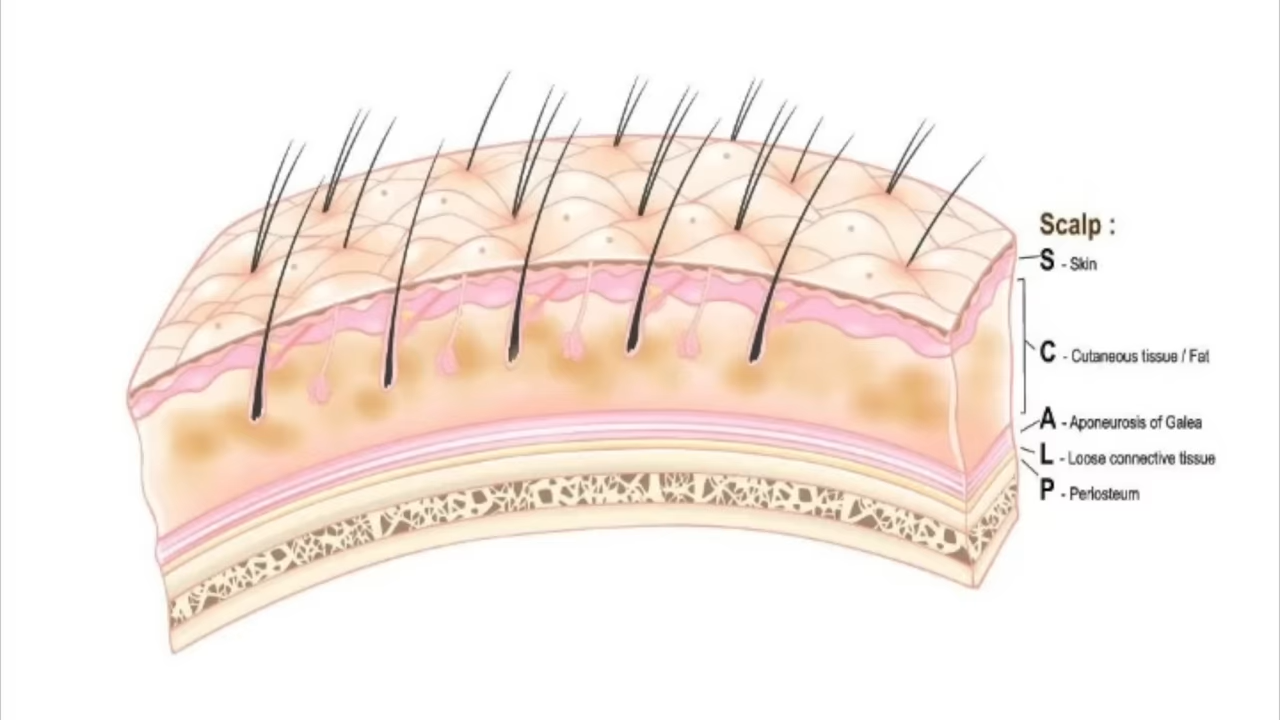 Scalp :
S - Skin
C - Cutaneous tissue / Fat
A - Aponeurosis of Galea
L - Loose connective tissue
P - Periosteum